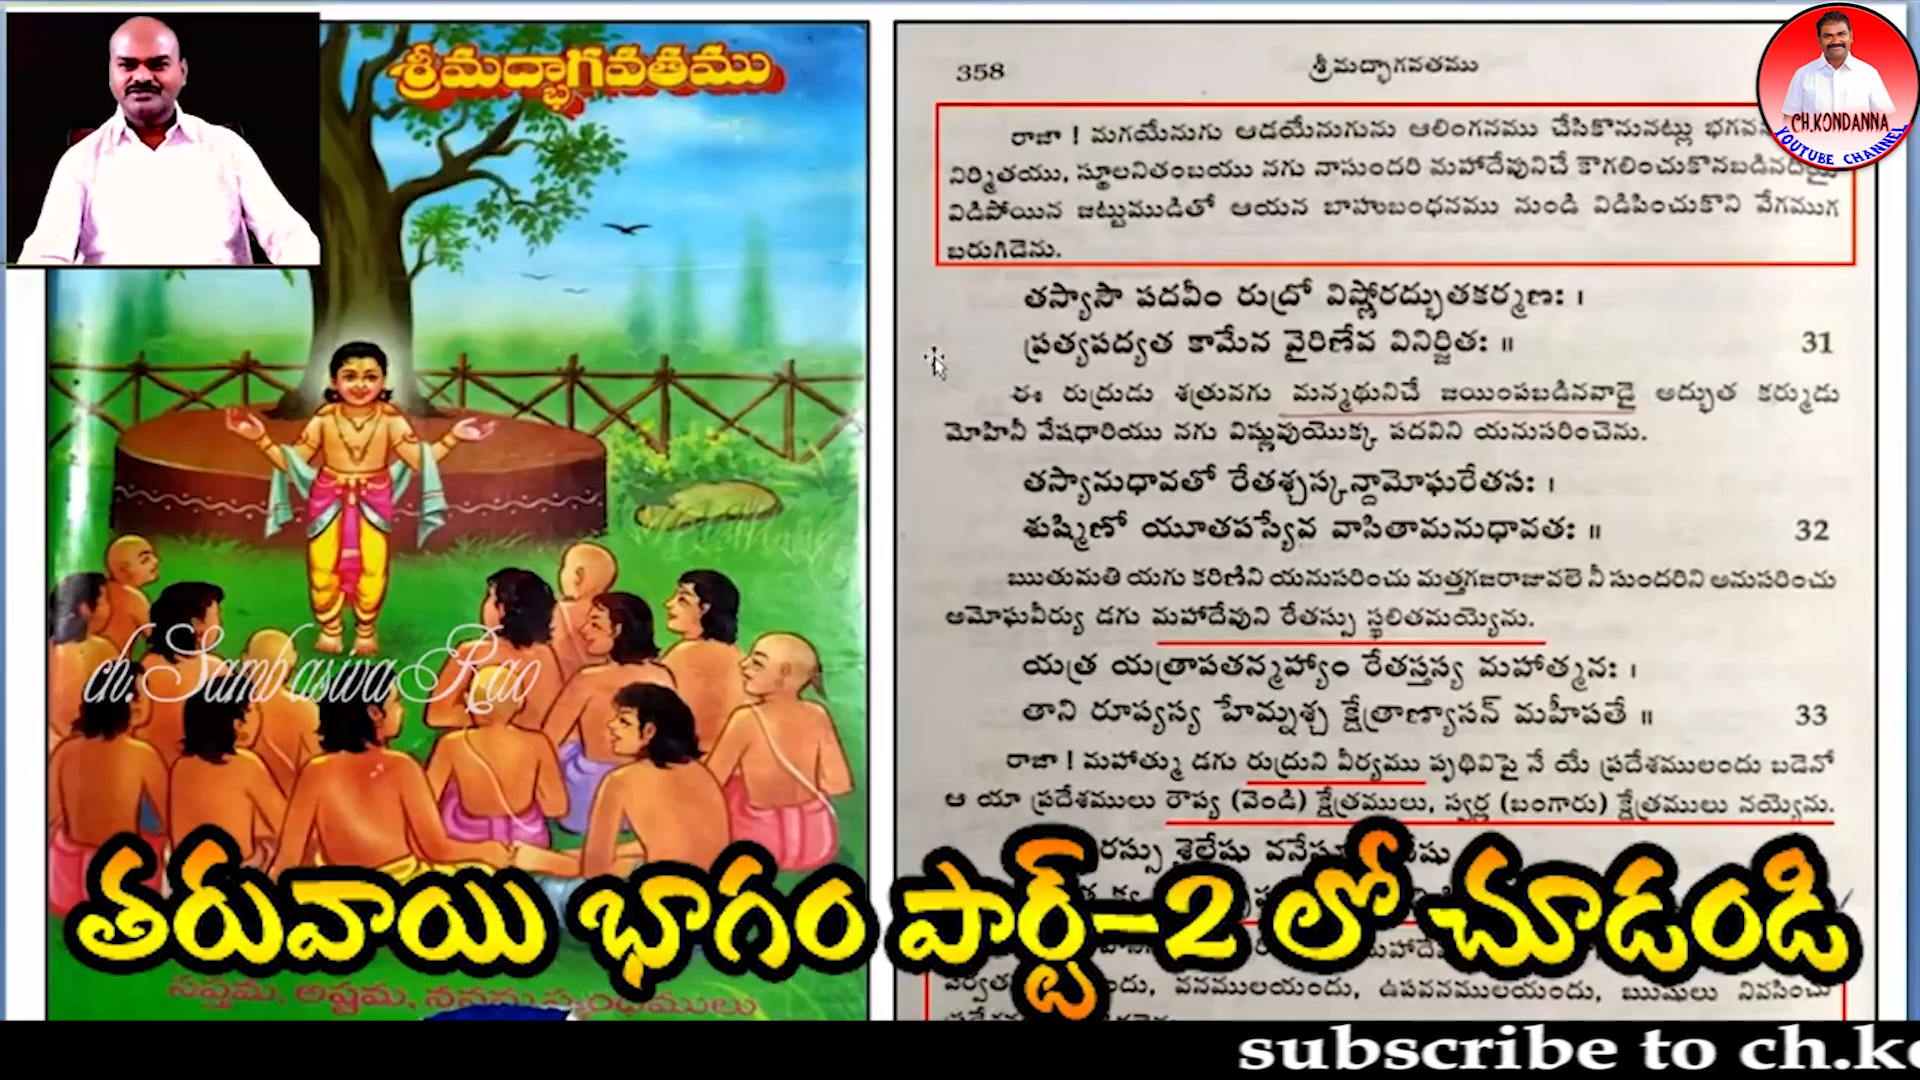 శ్రీమద్భాగవతము
ch.Sambasiva Rao
సప్తమ, అష్టమ, నవమ స్కంధములు
358
శ్రీమద్భాగవతము
CH.KONDANNA
YOUTUBE CHANNEL
రాజా ! మగయేనుగు ఆడయేనుగును ఆలింగనము చేసికొనునట్లు
నిర్మితయు, స్థూలనితంబయు నగు నాసుందరి మహాదేవునిచే కౌగలించుకొనబడినదియై
విడిపోయిన జట్టుముడితో ఆయన బాహుబంధనము నుండి విడిపించుకొని వేగముగ
బరుగిడెను.
తస్యాసౌ పదవీం రుద్రో విష్ణోరద్భుతకర్మణః ।
ప్రత్యపద్యత కామేన వైరిణేవ వినిర్జితః ॥ 31
ఈ రుద్రుడు శత్రువగు మన్మథునిచే జయింపబడినవాడై అద్భుత కర్ముడు
మోహినీ వేషధారియు నగు విష్ణువుయొక్క పదవిని యనుసరించెను.
తస్యానుధావతో రేతశ్చస్కన్దామోఘరేతసః ।
శుష్మిణో యూతపస్యేవ వాసితామనుధావతః ॥ 32
ఋతుమతి యగు కరిణిని యనుసరించు మత్తగజరాజువలె నీ సుందరిని అనుసరించు
అమోఘవీర్యు డగు మహాదేవుని రేతస్సు స్ఖలితమయ్యెను.
యత్ర యత్రాపతన్మహ్యాం రేతస్తస్య మహాత్మనః ।
తాని రూప్యస్య హేమ్నశ్చ క్షేత్రాణ్యాసన్ మహీపతే ॥ 33
రాజా ! మహాత్ము డగు రుద్రుని వీర్యము పృథివిపై నే యే ప్రదేశములందు బడెనో
ఆ యా ప్రదేశములు రౌప్య (వెండి) క్షేత్రములు, స్వర్ణ (బంగారు) క్షేత్రములు నయ్యెను.
శైలేషు
తరువాయి భాగం పార్ట్-2 లో చూడండి
వనములయందు, ఉపవనములయందు, ఋషులు నివసించు
subscribe to